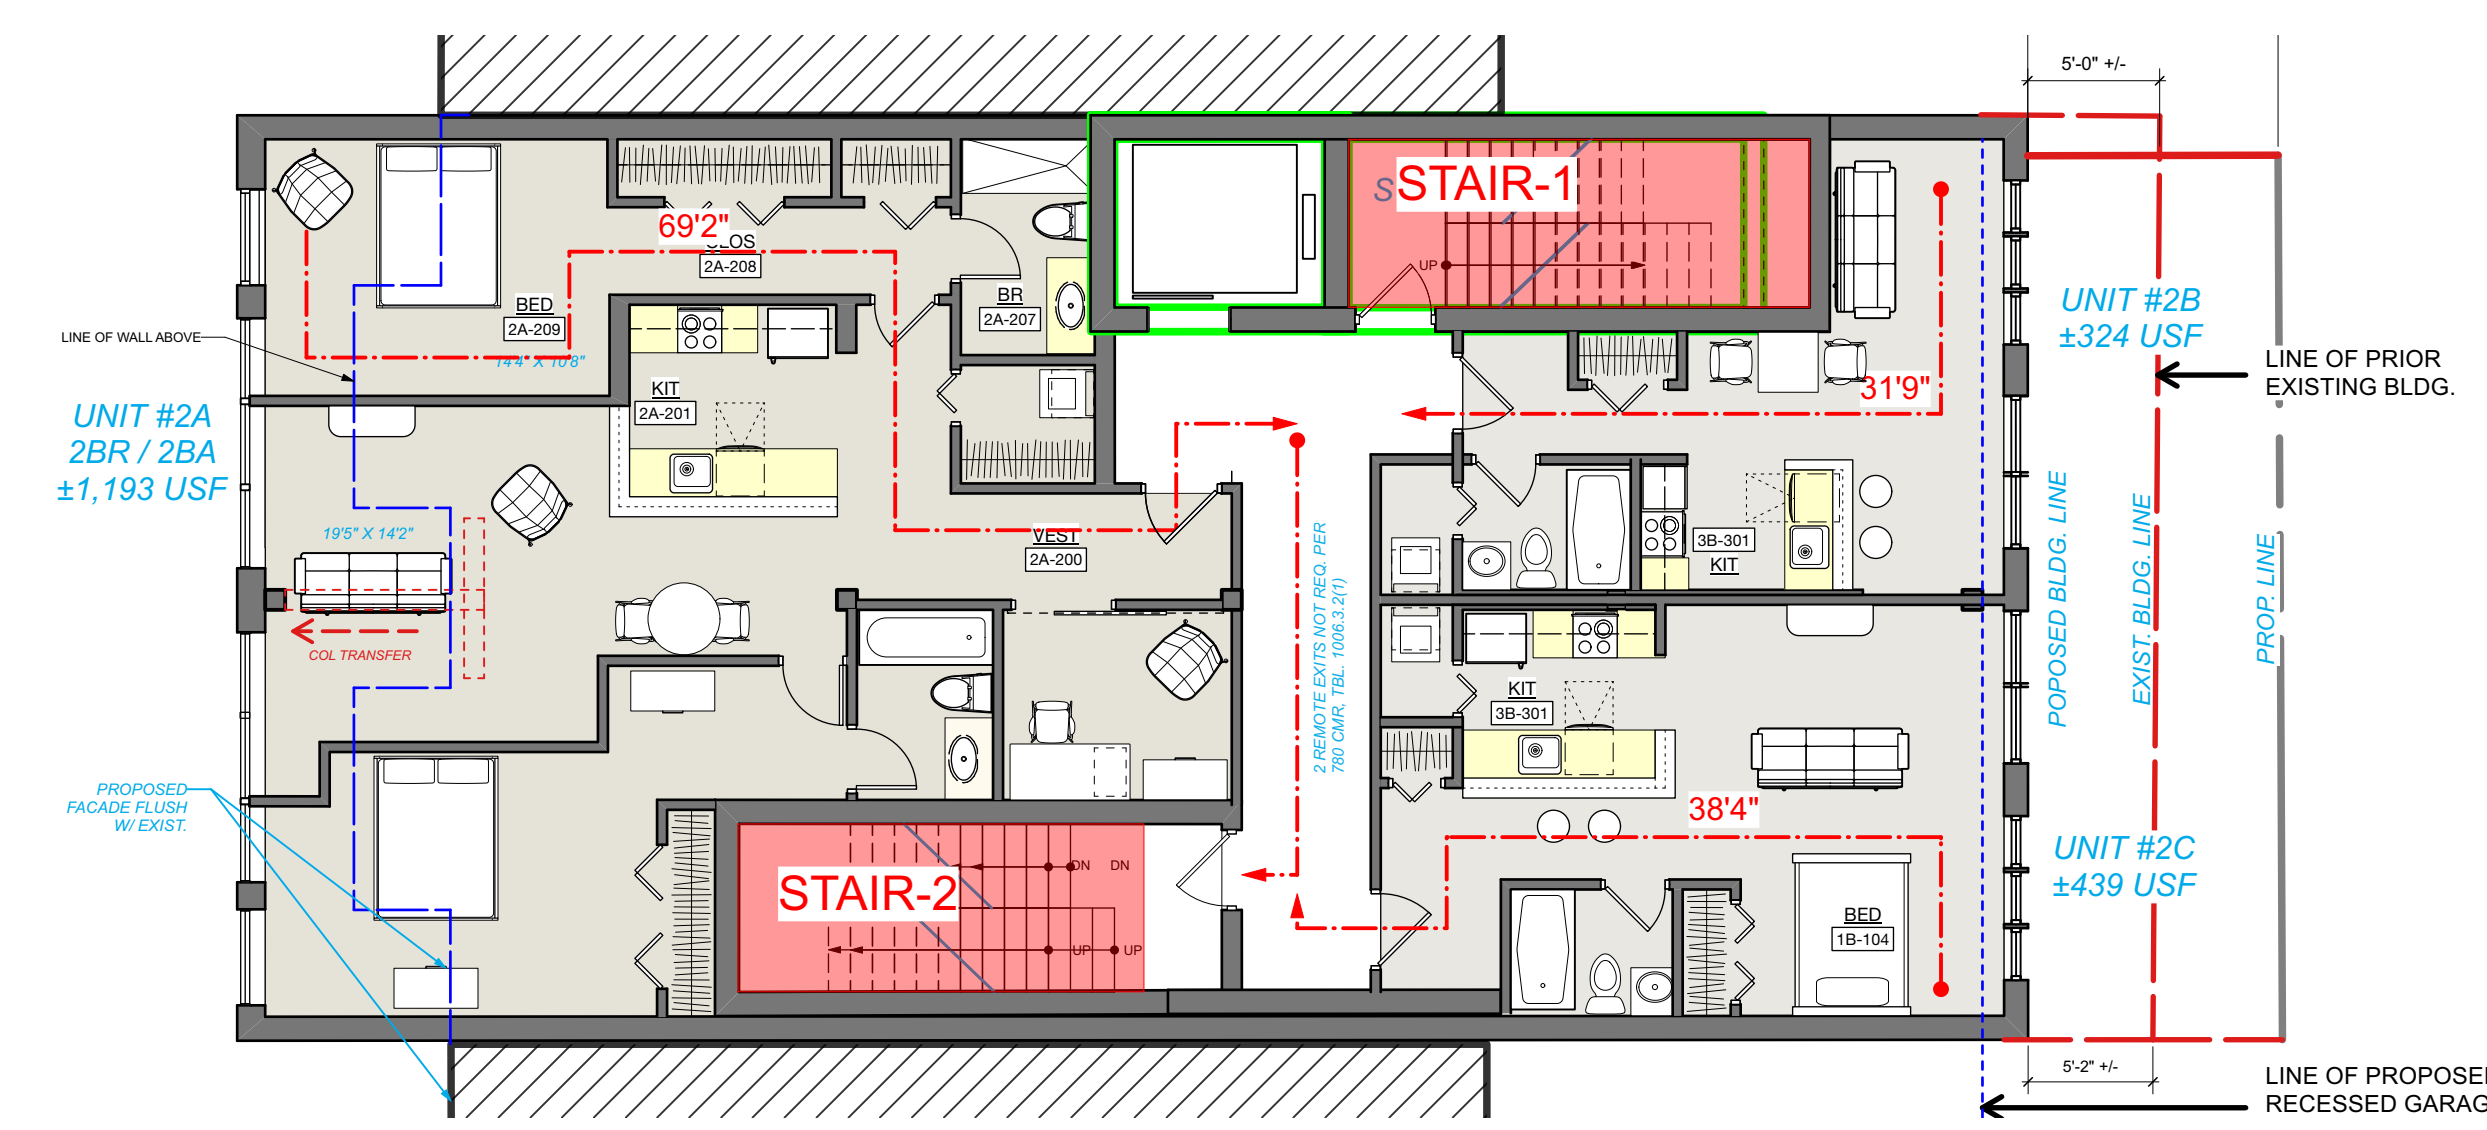 5'-0" +/-
STAIR-1
S
UP
69'2"
CLOS
2A-208
BED
2A-209
14'4" X 10'8"
BR
2A-207
LINE OF WALL ABOVE
UNIT #2A
2BR / 2BA
±1,193 USF
KIT
2A-201
UNIT #2B
±324 USF
LINE OF PRIOR
EXISTING BLDG.
31'9"
19'5" X 14'2"
VEST
2A-200
2 REMOTE EXITS NOT REQ. PER
780 CMR, TBL. 1006.3.2(1)
3B-301
KIT
POPOSED BLDG. LINE
EXIST. BLDG. LINE
PROP. LINE
COL TRANSFER
KIT
3B-301
PROPOSED
FACADE FLUSH
W/ EXIST.
38'4"
UNIT #2C
±439 USF
STAIR-2
DN
DN
UP
UP
BED
1B-104
5'-2" +/-
LINE OF PROPOSE
RECESSED GARAG